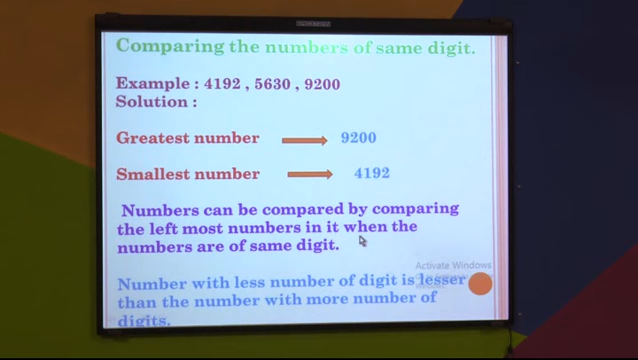 Comparing the numbers of same digit.
Example : 4192 , 5630 , 9200
Solution :
Greatest number 9200
Smallest number 4192
Numbers can be compared by comparing
the left most numbers in it when the
numbers are of same digit.
Activate Windows
Number with less number of digit is lesser
than the number with more number of
digits.